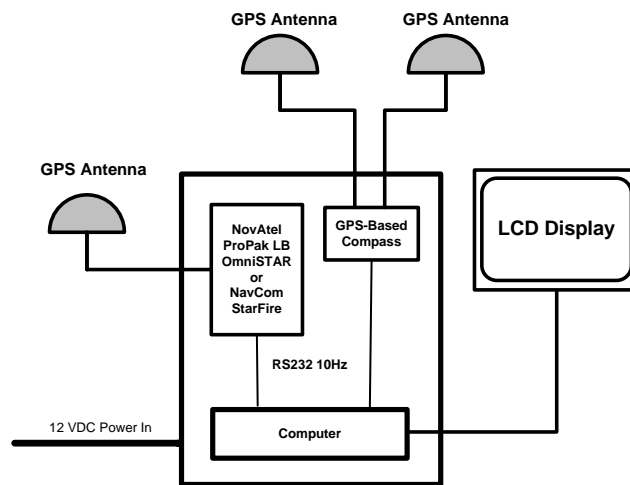 GPS Antenna
GPS Antenna
GPS Antenna
NovAtel
ProPak LB
OmniSTAR
or
NavCom
StarFire
GPS-Based
Compass
LCD Display
RS232 10Hz
12 VDC Power In
Computer